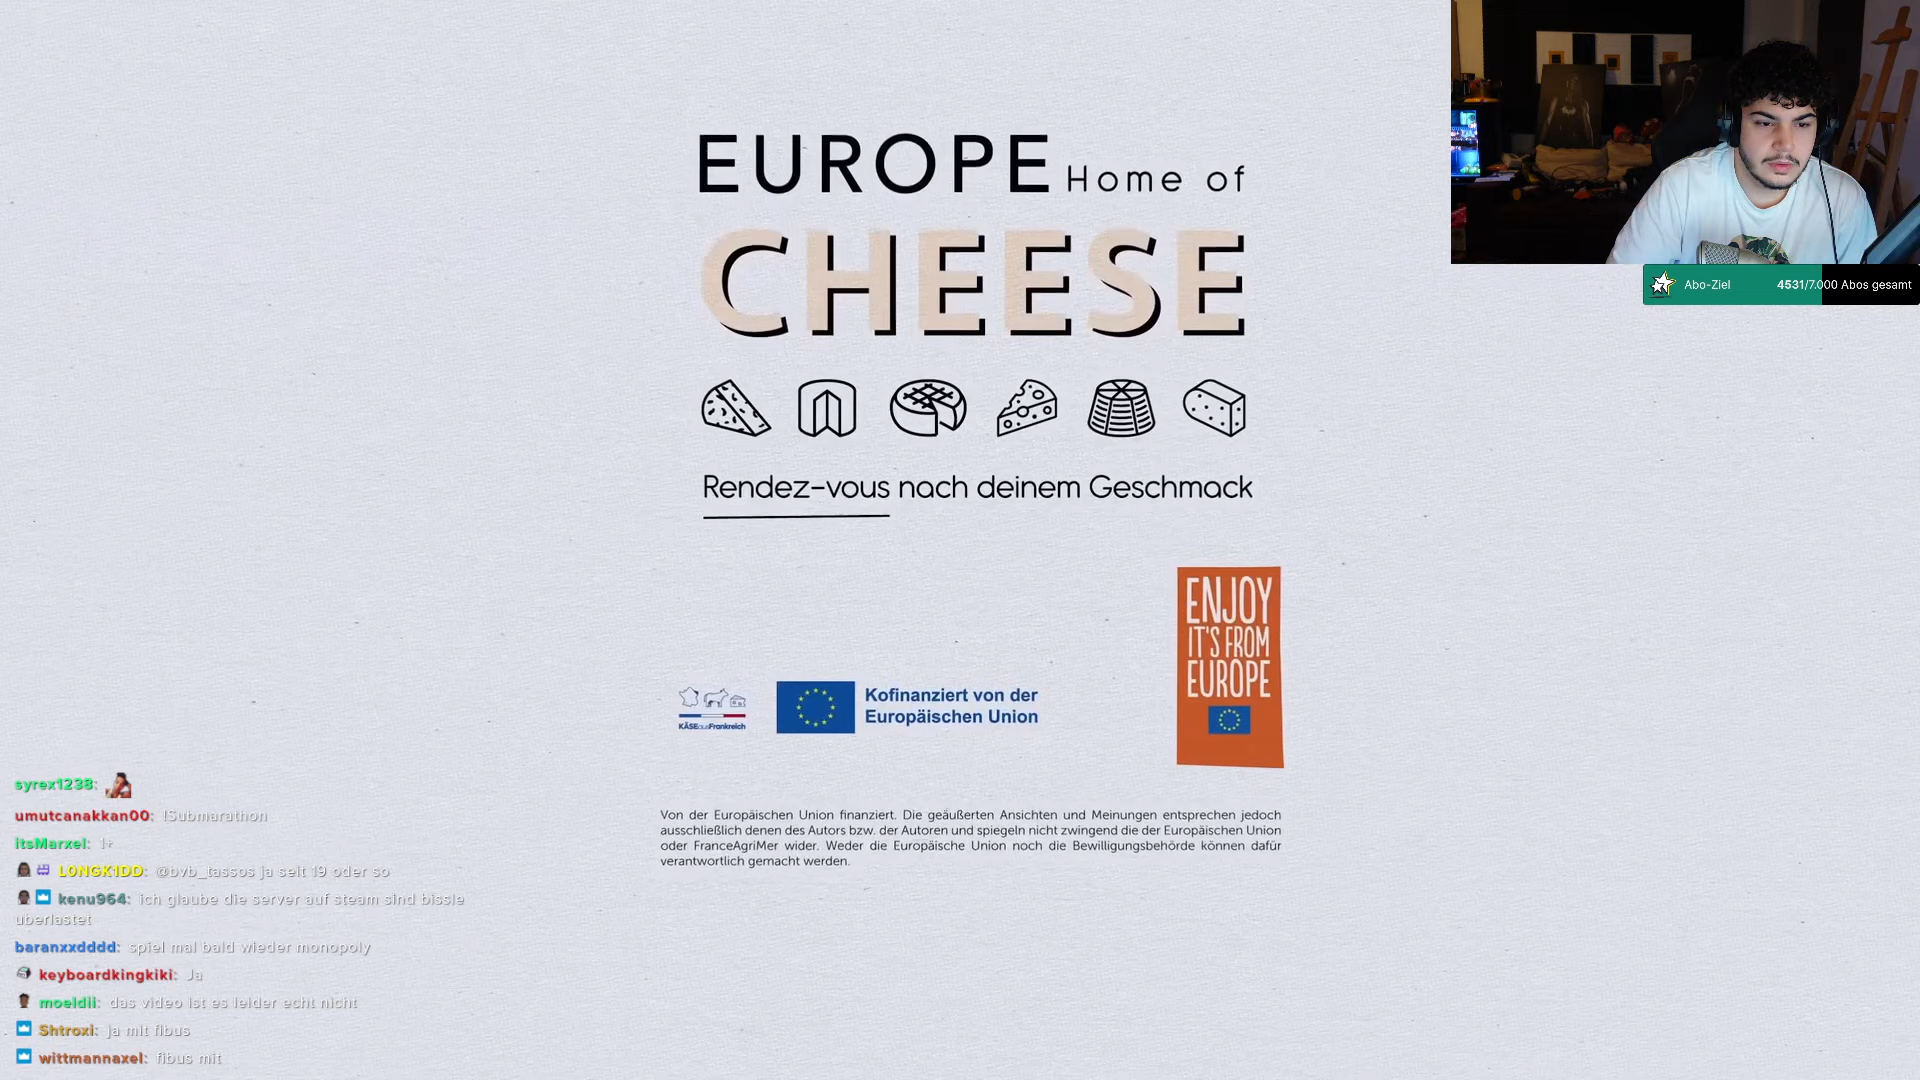 EUROPE Home of
CHEESE
Rendez-vous nach deinem Geschmack
ENJOY
IT'S FROM
EUROPE
KÄSEausFrankreich
Kofinanziert von der
Europäischen Union
Von der Europäischen Union finanziert. Die geäußerten Ansichten und Meinungen entsprechen jedoch
ausschließlich denen des Autors bzw. der Autoren und spiegeln nicht zwingend die der Europäischen Union
oder FranceAgriMer wider. Weder die Europäische Union noch die Bewilligungsbehörde können dafür
verantwortlich gemacht werden.
Abo-Ziel 4531/7.000 Abos gesamt
syrex1238:
umutcanakkan00: !Submarathon
itsMarxel: 1+
L0NGK1DD: @bvb_tassos ja seit 19 oder so
kenu964: ich glaube die server auf steam sind bissle
überlastet
baranxxdddd: spiel mal bald wieder monopoly
keyboardkingkiki: Ja
moeldii: das video ist es leider echt nicht
Shtroxi: ja mit fibus
wittmannaxel: fibus mit